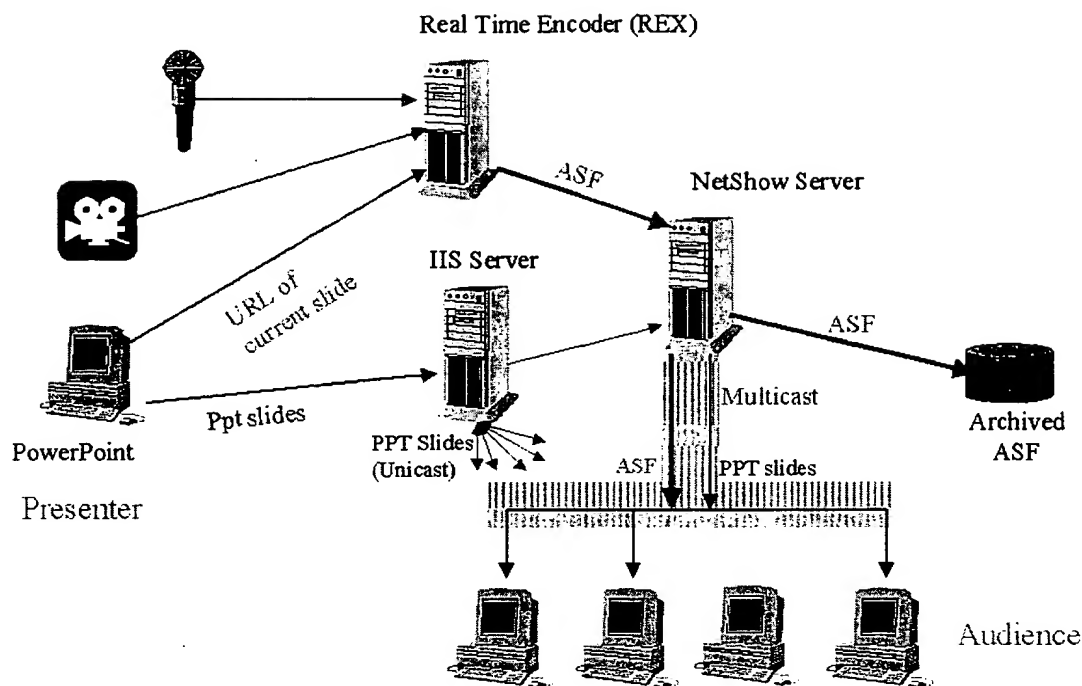 Real Time Encoder (REX)
ASF
NetShow Server
IIS Server
URL of
current slide
ASF
Multicast
Ppt slides
PowerPoint
PPT Slides
(Unicast)
Archived
ASF
ASF
PPT slides
Presenter
Audience